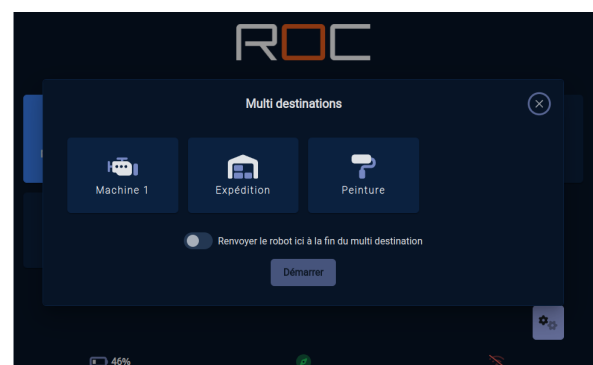 ROC
Multi destinations
Machine 1
Expédition
Peinture
Renvoyer le robot ici à la fin du multi destination
Démarrer
46%